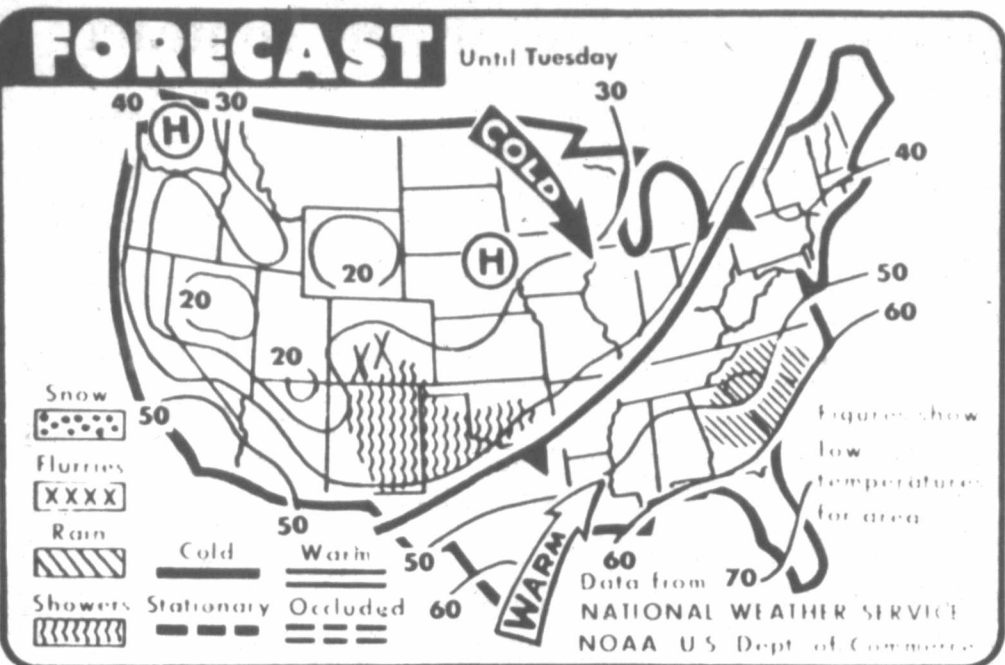 FORECAST
Until Tuesday
40 30
30
H
COLD
40
H
20
50
20
60
20
Snow
50
Figures show
Flurries
low
XXXX
temperatures
50
for area
Rain
Cold Warm
50
60
WARM
70
Data from
Showers Stationary Occluded
60
NATIONAL WEATHER SERVICE
NOAA U S Dept. of Commerce